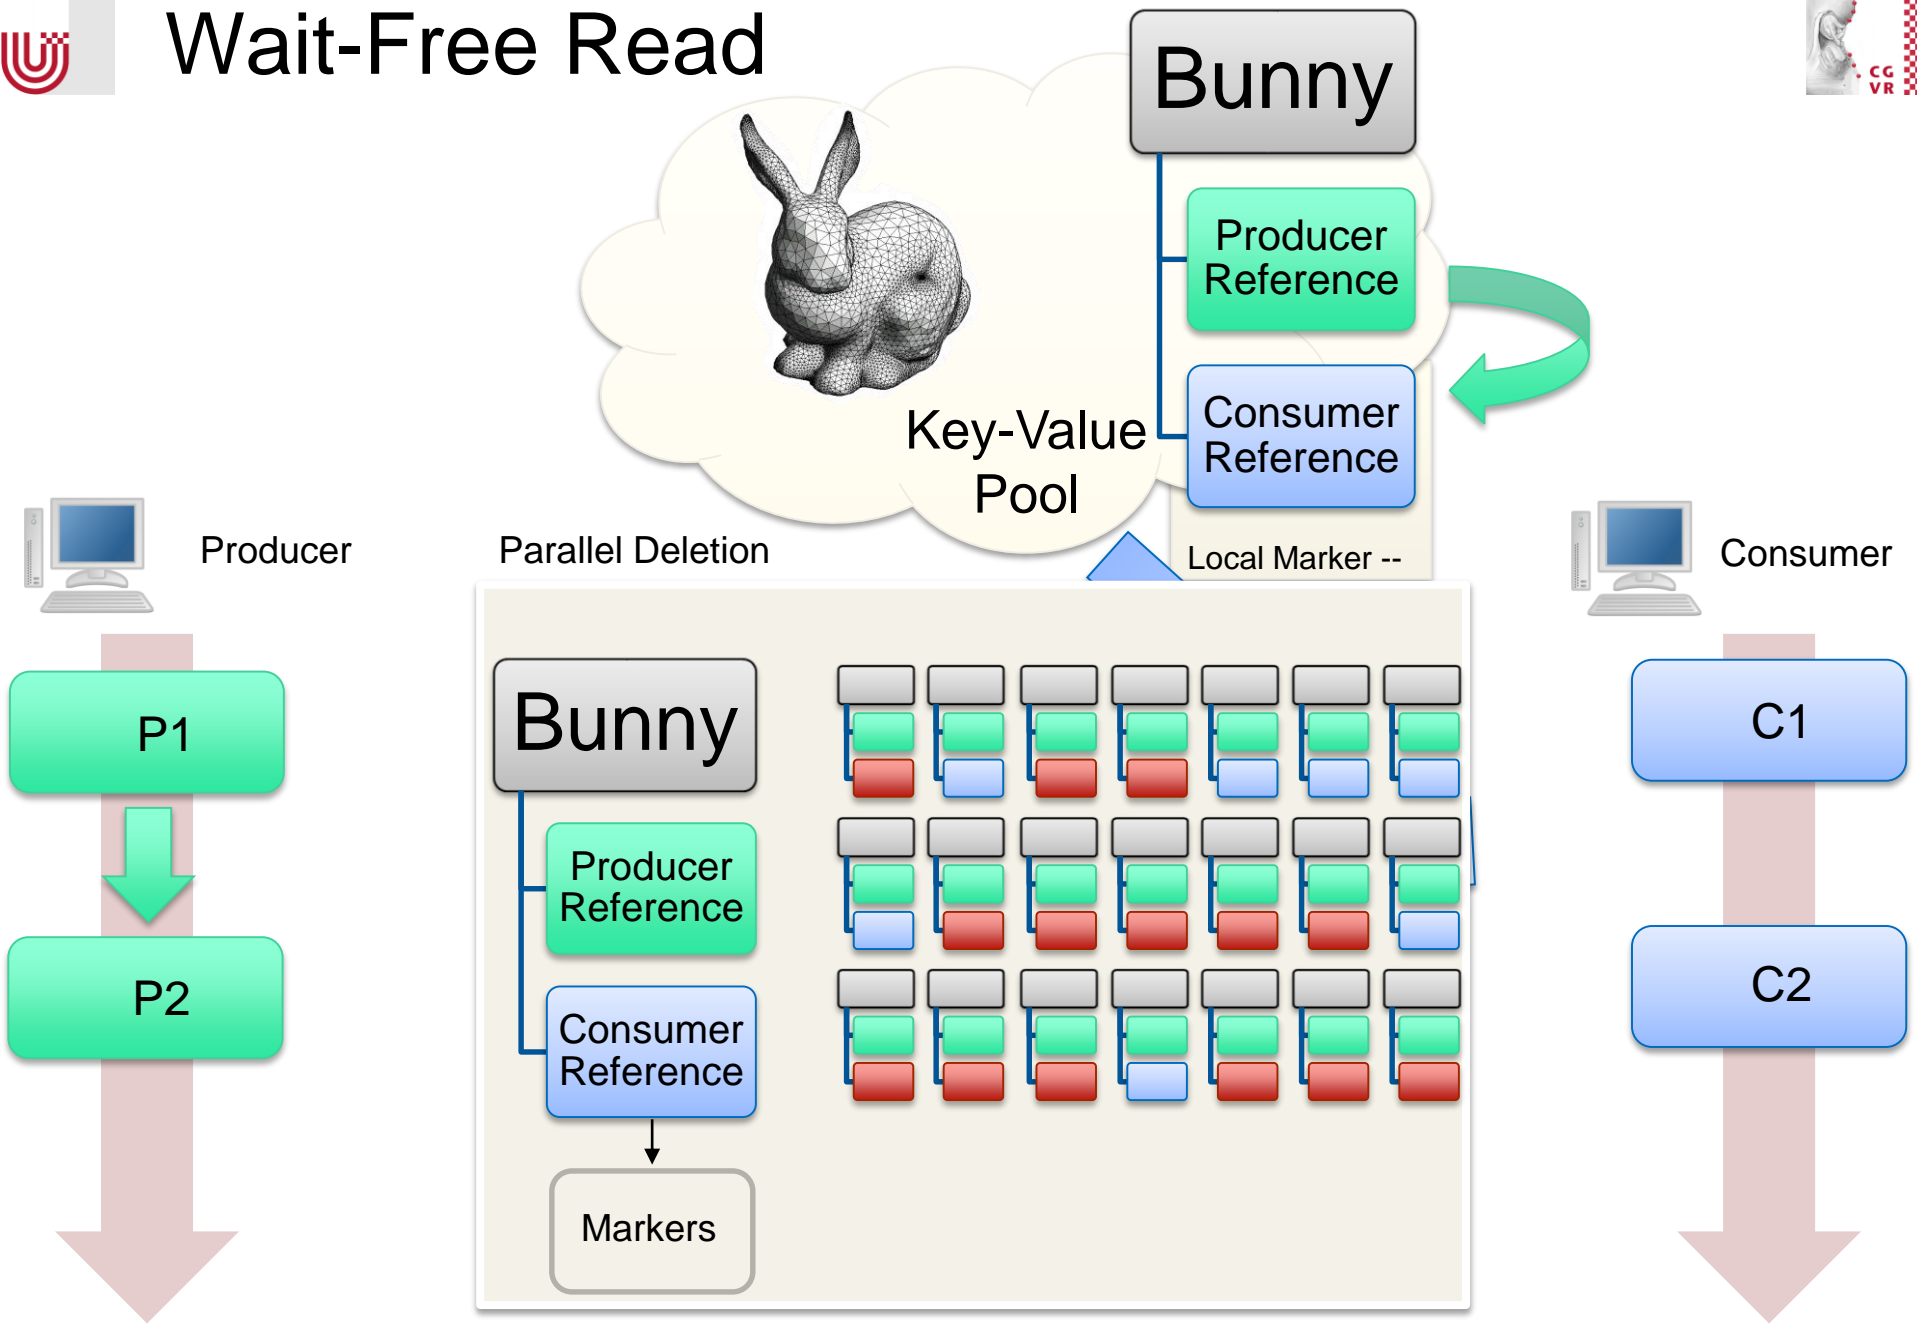 Wait-Free Read
Bunny
Producer
Reference
Consumer
Reference
Key-Value
Pool
CG
VR
Producer
Parallel Deletion
Local Marker --
Consumer
P1
P2
Bunny
Producer
Reference
Consumer
Reference
Markers
C1
C2